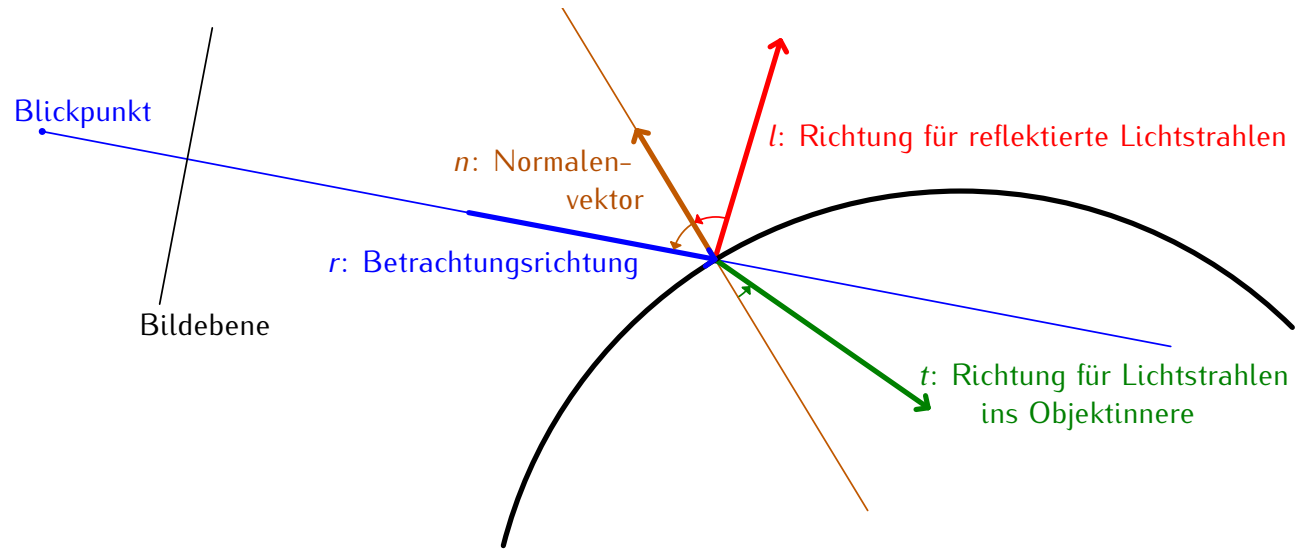 Blickpunkt
l: Richtung für reflektierte Lichtstrahlen
n: Normalen-
vektor
r: Betrachtungsrichtung
Bildebene
t: Richtung für Lichtstrahlen
ins Objektinnere